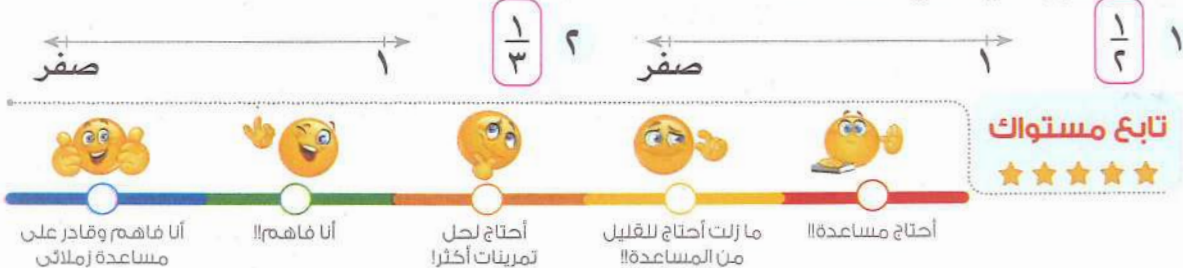 ١ ١/٢ ١ صفر
٢ ١/٣ ١ صفر
تابع مستواك
أحتاج مساعدة!!
ما زلت أحتاج للقليل
من المساعدة!!
أحتاج لحل
تمرينات أكثر!
أنا فاهم!!
أنا فاهم وقادر على
مساعدة زملائى